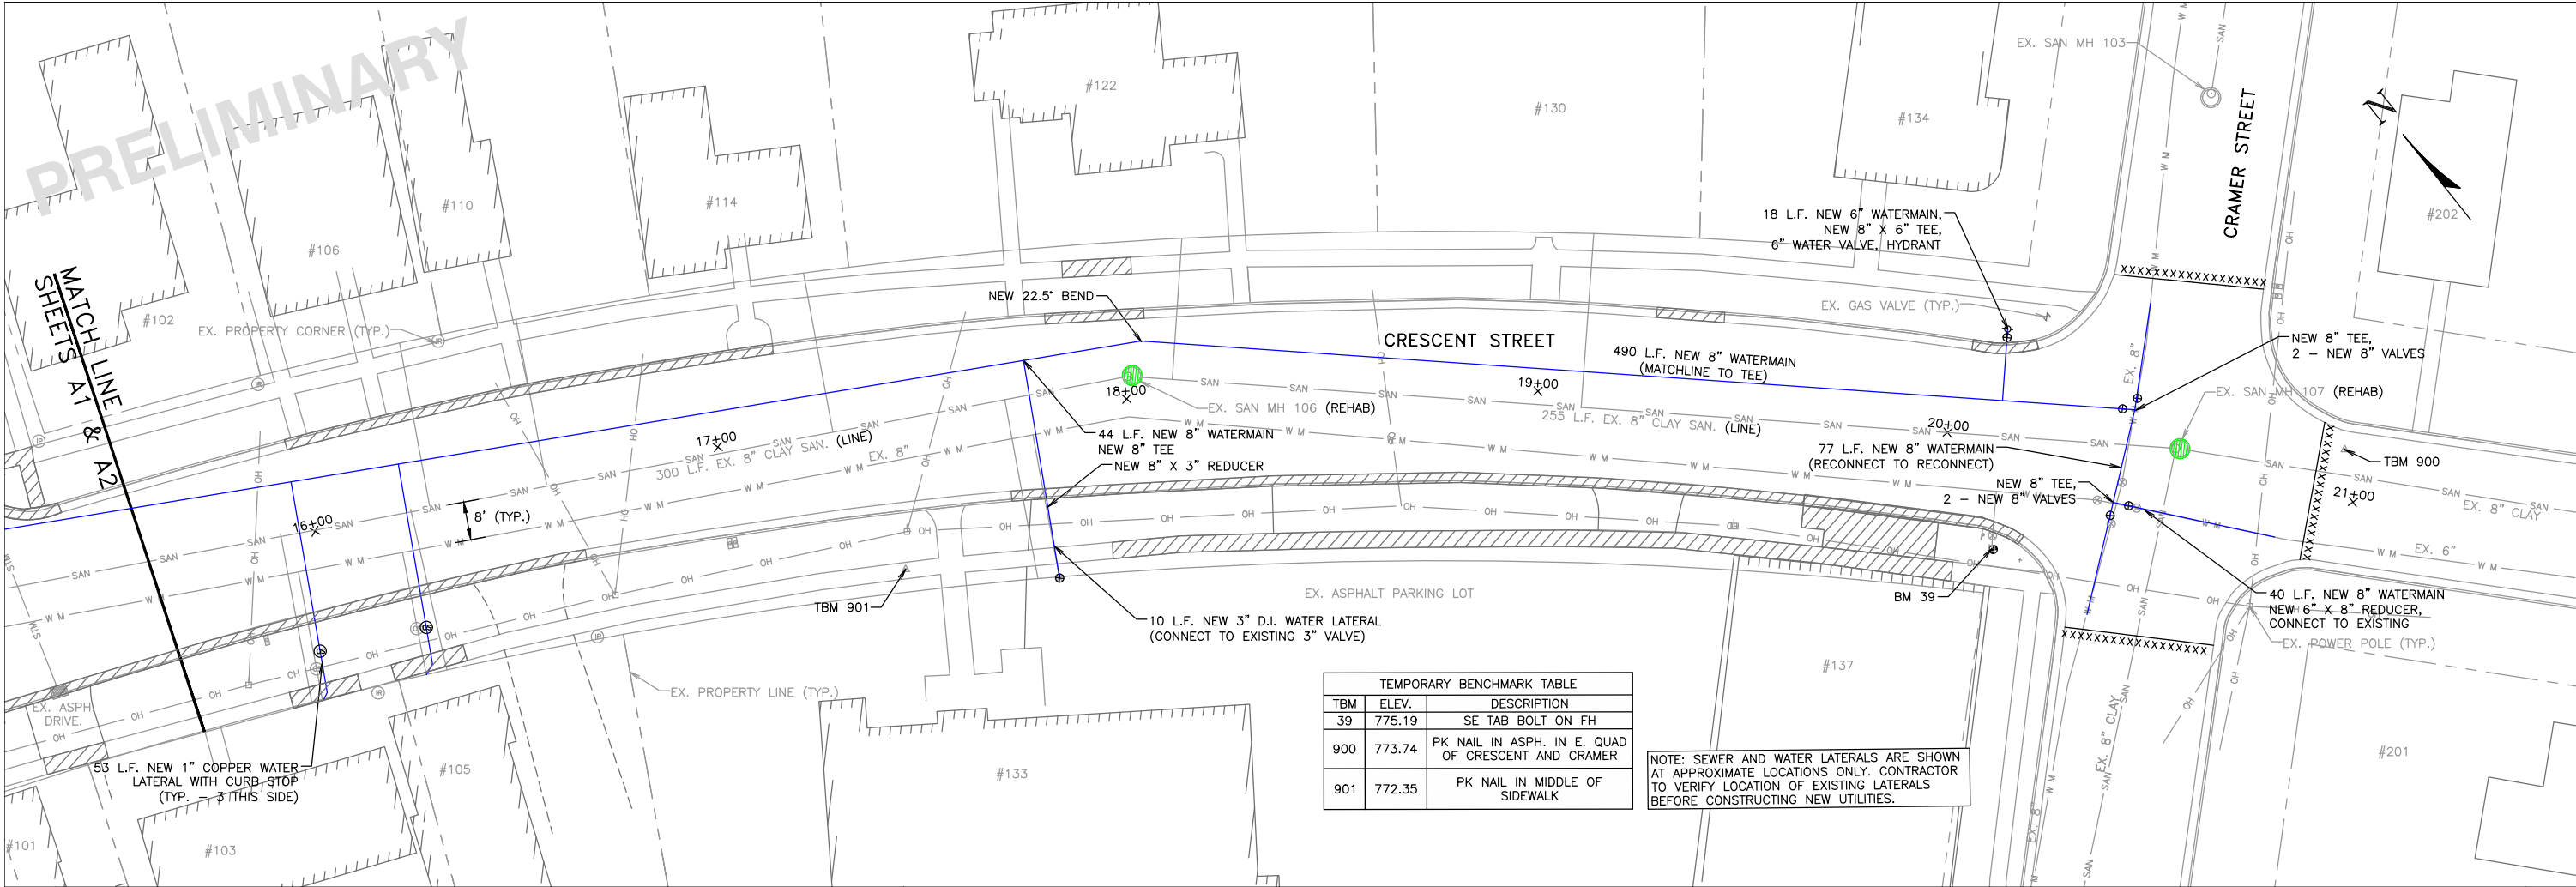 PRELIMINARY
#122
#130
#134
EX. SAN MH 103
SAN
W M
CRAMER STREET
N
#202
#110
#114
#106
#102
MATCH LINE
SHEETS A1 & A2
EX. PROPERTY CORNER (TYP.)
NEW 22.5° BEND
CRESCENT STREET
18 L.F. NEW 6" WATERMAIN,
NEW 8" X 6" TEE,
6" WATER VALVE, HYDRANT
EX. GAS VALVE (TYP.)
490 L.F. NEW 8" WATERMAIN
(MATCHLINE TO TEE)
EX. 8"
NEW 8" TEE,
2 - NEW 8" VALVES
EX. SAN MH 107 (REHAB)
16+00
17+00
18+00
19+00
20+00
21+00
300 L.F. EX. 8" CLAY SAN. (LINE)
EX. 8"
8' (TYP.)
EX. SAN MH 106 (REHAB)
255 L.F. EX. 8" CLAY SAN. (LINE)
44 L.F. NEW 8" WATERMAIN
NEW 8" TEE
NEW 8" X 3" REDUCER
77 L.F. NEW 8" WATERMAIN
(RECONNECT TO RECONNECT)
NEW 8" TEE,
2 - NEW 8" VALVES
TBM 900
EX. 8" CLAY
EX. 6"
TBM 901
10 L.F. NEW 3" D.I. WATER LATERAL
(CONNECT TO EXISTING 3" VALVE)
EX. ASPHALT PARKING LOT
BM 39
40 L.F. NEW 8" WATERMAIN
NEW 6" X 8" REDUCER,
CONNECT TO EXISTING
EX. POWER POLE (TYP.)
EX. PROPERTY LINE (TYP.)
EX. ASPH.
DRIVE.
53 L.F. NEW 1" COPPER WATER
LATERAL WITH CURB STOP
(TYP. - 3 THIS SIDE)
#101
#103
#105
#133
#137
#201
EX. 8" CLAY
EX. 8"
STM
OH
TEMPORARY BENCHMARK TABLE
TBM ELEV. DESCRIPTION
39 775.19 SE TAB BOLT ON FH
900 773.74 PK NAIL IN ASPH. IN E. QUAD
OF CRESCENT AND CRAMER
901 772.35 PK NAIL IN MIDDLE OF
SIDEWALK
NOTE: SEWER AND WATER LATERALS ARE SHOWN
AT APPROXIMATE LOCATIONS ONLY. CONTRACTOR
TO VERIFY LOCATION OF EXISTING LATERALS
BEFORE CONSTRUCTING NEW UTILITIES.